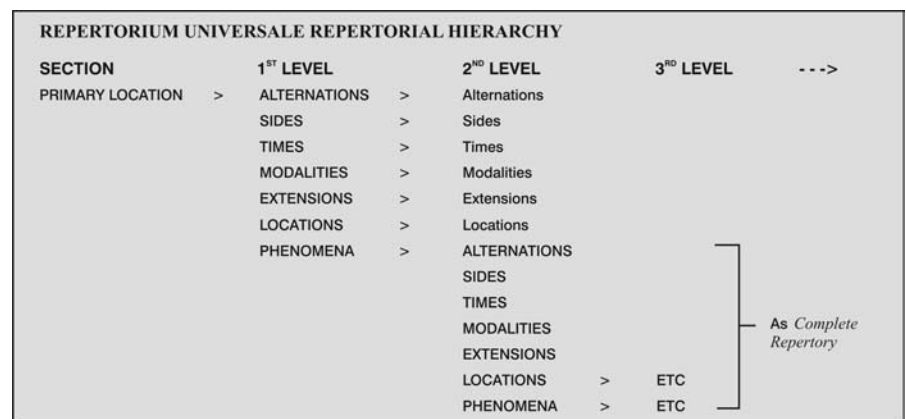 REPERTORIUM UNIVERSALE REPERTORIAL HIERARCHY
SECTION 1ST LEVEL 2ND LEVEL 3RD LEVEL - - ->
PRIMARY LOCATION > ALTERNATIONS > Alternations
SIDES > Sides
TIMES > Times
MODALITIES > Modalities
EXTENSIONS > Extensions
LOCATIONS > Locations
PHENOMENA > ALTERNATIONS
SIDES
TIMES
MODALITIES
EXTENSIONS
LOCATIONS > ETC
PHENOMENA > ETC
As Complete
Repertory